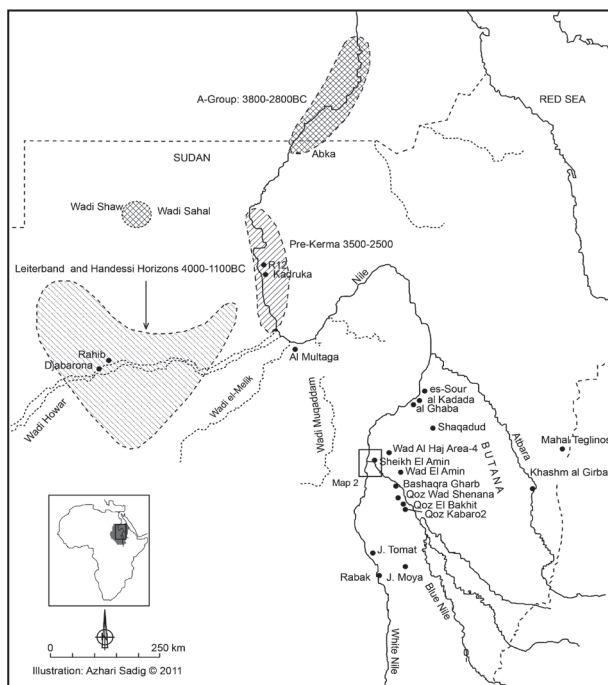 A-Group: 3800-2800BC
RED SEA
SUDAN
Abka
Wadi Shaw
Wadi Sahal
Pre-Kerma 3500-2500
R12
Kadruka
Leiterband and Handessi Horizons 4000-1100BC
Nile
Rahib
Djabarona
Al Multaga
Wadi Howar
Wadi el-Melik
Wadi Muqaddam
es-Sour
al Kadada
al Ghaba
Shaqadud
Atbara
BUTANA
Mahal Teglinos
Wad Al Haj Area-4
Sheikh El Amin
Khashm al Girba
Wad El Amin
Map 2
Bashaqra Gharb
Qoz Wad Shenana
Qoz El Bakhit
Qoz Kabaro2
J. Tomat
Rabak
J. Moya
Blue Nile
White Nile
0 250 km
Illustration: Azhari Sadig © 2011